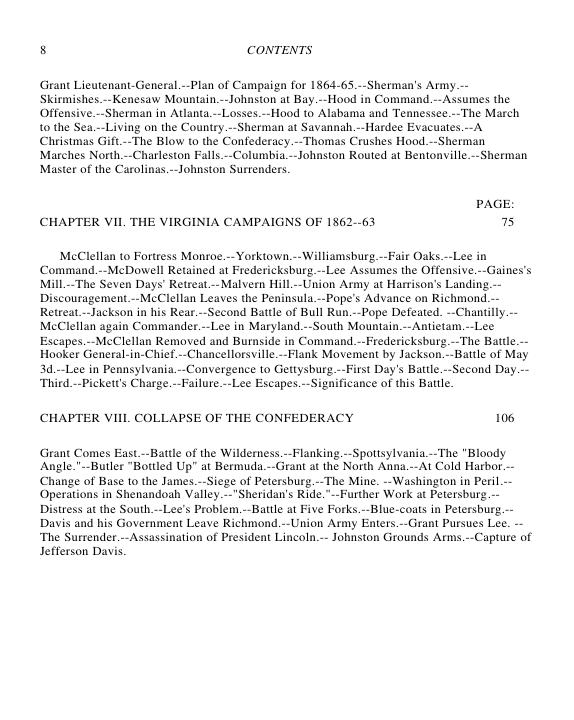 8 CONTENTS
Grant Lieutenant-General.--Plan of Campaign for 1864-65.--Sherman's Army.--
Skirmishes.--Kenesaw Mountain.--Johnston at Bay.--Hood in Command.--Assumes the
Offensive.--Sherman in Atlanta.--Losses.--Hood to Alabama and Tennessee.--The March
to the Sea.--Living on the Country.--Sherman at Savannah.--Hardee Evacuates.--A
Christmas Gift.--The Blow to the Confederacy.--Thomas Crushes Hood.--Sherman
Marches North.--Charleston Falls.--Columbia.--Johnston Routed at Bentonville.--Sherman
Master of the Carolinas.--Johnston Surrenders.
PAGE:
CHAPTER VII. THE VIRGINIA CAMPAIGNS OF 1862--63 75
McClellan to Fortress Monroe.--Yorktown.--Williamsburg.--Fair Oaks.--Lee in
Command.--McDowell Retained at Fredericksburg.--Lee Assumes the Offensive.--Gaines's
Mill.--The Seven Days' Retreat.--Malvern Hill.--Union Army at Harrison's Landing.--
Discouragement.--McClellan Leaves the Peninsula.--Pope's Advance on Richmond.--
Retreat.--Jackson in his Rear.--Second Battle of Bull Run.--Pope Defeated. --Chantilly.--
McClellan again Commander.--Lee in Maryland.--South Mountain.--Antietam.--Lee
Escapes.--McClellan Removed and Burnside in Command.--Fredericksburg.--The Battle.--
Hooker General-in-Chief.--Chancellorsville.--Flank Movement by Jackson.--Battle of May
3d.--Lee in Pennsylvania.--Convergence to Gettysburg.--First Day's Battle.--Second Day.--
Third.--Pickett's Charge.--Failure.--Lee Escapes.--Significance of this Battle.
CHAPTER VIII. COLLAPSE OF THE CONFEDERACY 106
Grant Comes East.--Battle of the Wilderness.--Flanking.--Spottsylvania.--The "Bloody
Angle."--Butler "Bottled Up" at Bermuda.--Grant at the North Anna.--At Cold Harbor.--
Change of Base to the James.--Siege of Petersburg.--The Mine. --Washington in Peril.--
Operations in Shenandoah Valley.--"Sheridan's Ride."--Further Work at Petersburg.--
Distress at the South.--Lee's Problem.--Battle at Five Forks.--Blue-coats in Petersburg.--
Davis and his Government Leave Richmond.--Union Army Enters.--Grant Pursues Lee. --
The Surrender.--Assassination of President Lincoln.-- Johnston Grounds Arms.--Capture of
Jefferson Davis.